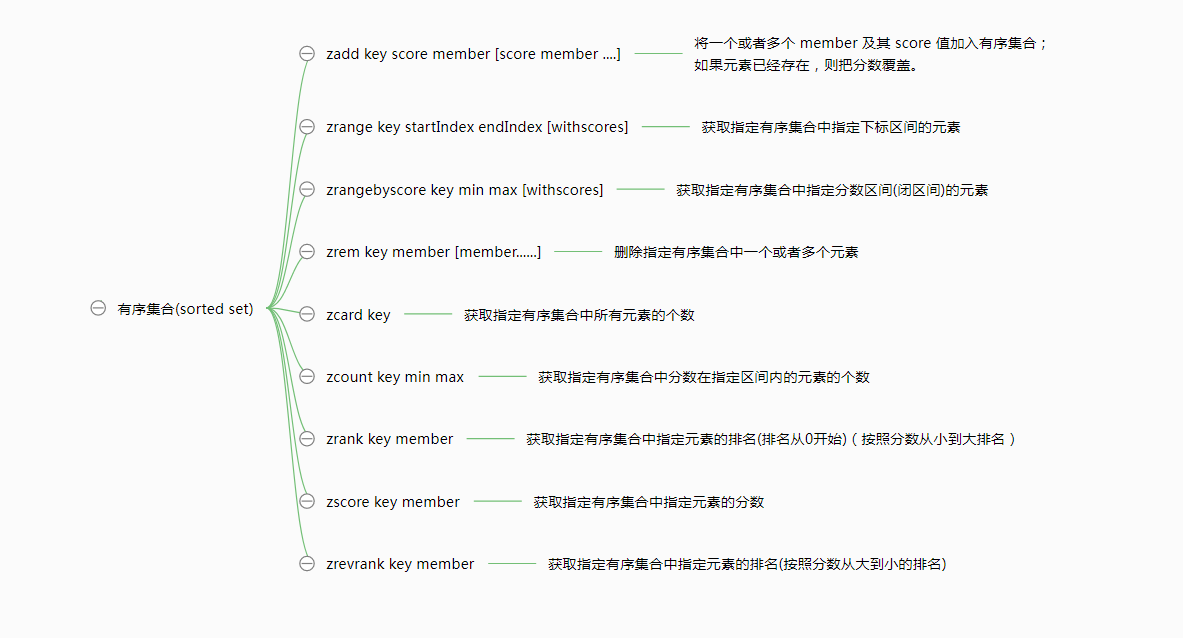 zadd key score member [score member ....]
将一个或者多个 member 及其 score 值加入有序集合；
如果元素已经存在，则把分数覆盖。
zrange key startIndex endIndex [withscores]
获取指定有序集合中指定下标区间的元素
zrangebyscore key min max [withscores]
获取指定有序集合中指定分数区间(闭区间)的元素
zrem key member [member......]
删除指定有序集合中一个或者多个元素
有序集合(sorted set)
zcard key
获取指定有序集合中所有元素的个数
zcount key min max
获取指定有序集合中分数在指定区间内的元素的个数
zrank key member
获取指定有序集合中指定元素的排名(排名从0开始)（按照分数从小到大排名）
zscore key member
获取指定有序集合中指定元素的分数
zrevrank key member
获取指定有序集合中指定元素的排名(按照分数从大到小的排名)